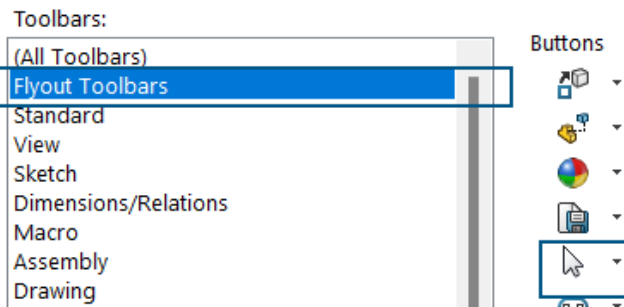 Toolbars:
(All Toolbars)
Flyout Toolbars
Standard
View
Sketch
Dimensions/Relations
Macro
Assembly
Drawing
Buttons